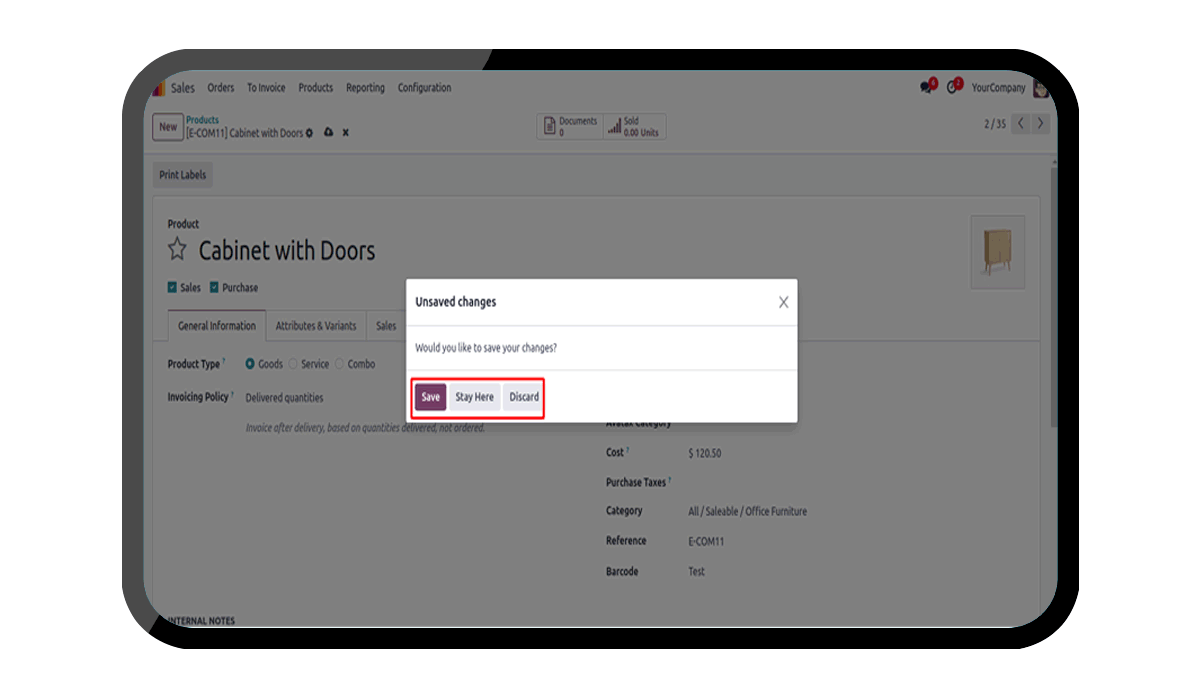 Sales Orders To Invoice Products Reporting Configuration 4 2 YourCompany
New Products Documents Sold
[E-COM11] Cabinet with Doors 0 0.00 Units 2 / 35
Print Labels
Product
Cabinet with Doors
Sales Purchase
General Information Attributes & Variants Sales
Product Type ? Goods Service Combo
Invoicing Policy ? Delivered quantities
Invoice after delivery, based on quantities delivered, not ordered.
Unsaved changes X
Would you like to save your changes?
Save Stay Here Discard
Avatax Category
Cost ? $ 120.50
Purchase Taxes ?
Category All / Saleable / Office Furniture
Reference E-COM11
Barcode Test
INTERNAL NOTES